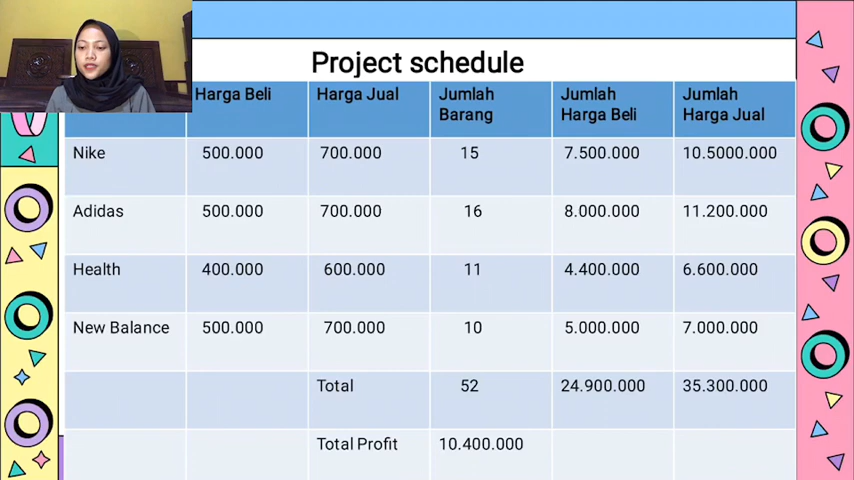 Project schedule
Harga Beli Harga Jual Jumlah Barang Jumlah Harga Beli Jumlah Harga Jual
Nike 500.000 700.000 15 7.500.000 10.5000.000
Adidas 500.000 700.000 16 8.000.000 11.200.000
Health 400.000 600.000 11 4.400.000 6.600.000
New Balance 500.000 700.000 10 5.000.000 7.000.000
Total 52 24.900.000 35.300.000
Total Profit 10.400.000